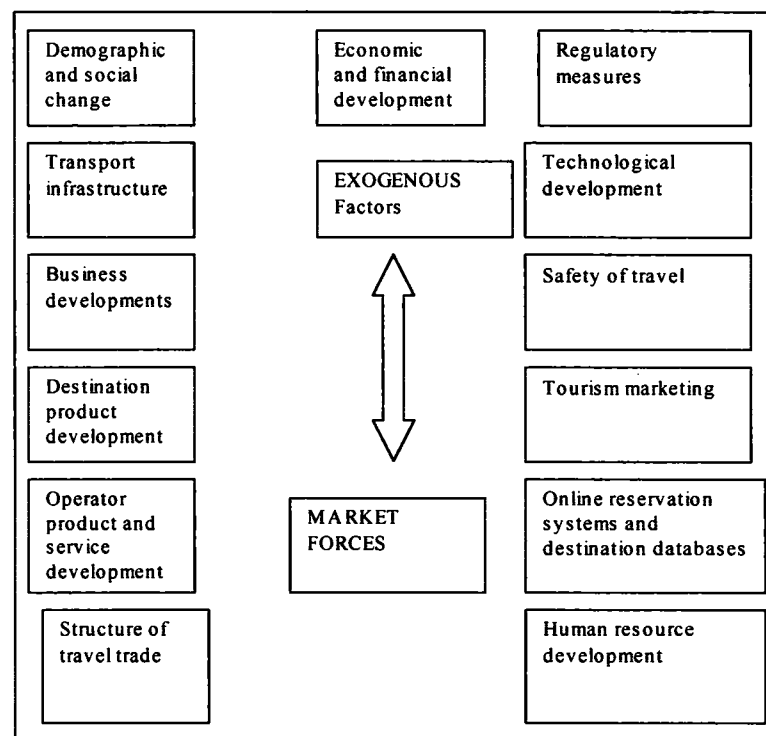 Demographic
and social
change
Economic
and financial
development
Regulatory
measures
Transport
infrastructure
EXOGENOUS
Factors
Technological
development
Business
developments
Safety of travel
Destination
product
development
Tourism marketing
Operator
product and
service
development
MARKET
FORCES
Online reservation
systems and
destination databases
Structure of
travel trade
Human resource
development